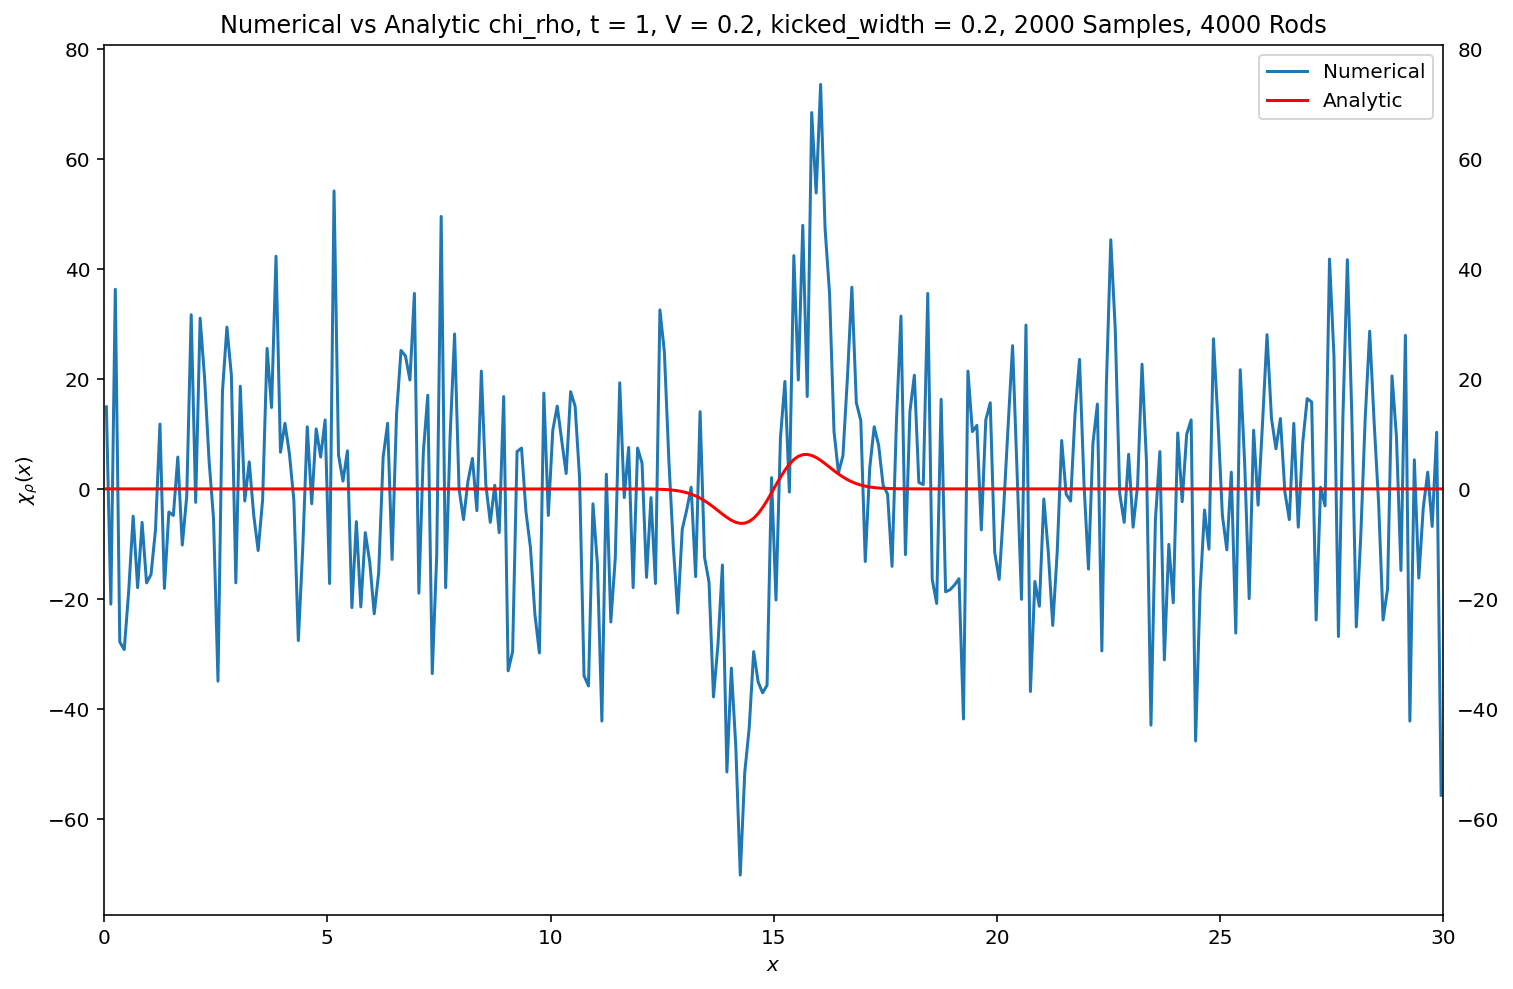 Numerical vs Analytic chi_rho, t = 1, V = 0.2, kicked_width = 0.2, 2000 Samples, 4000 Rods
Numerical
Analytic
80
60
40
20
0
−20
−40
−60
80
60
40
20
0
−20
−40
−60
χρ(x)
0 5 10 15 20 25 30
x